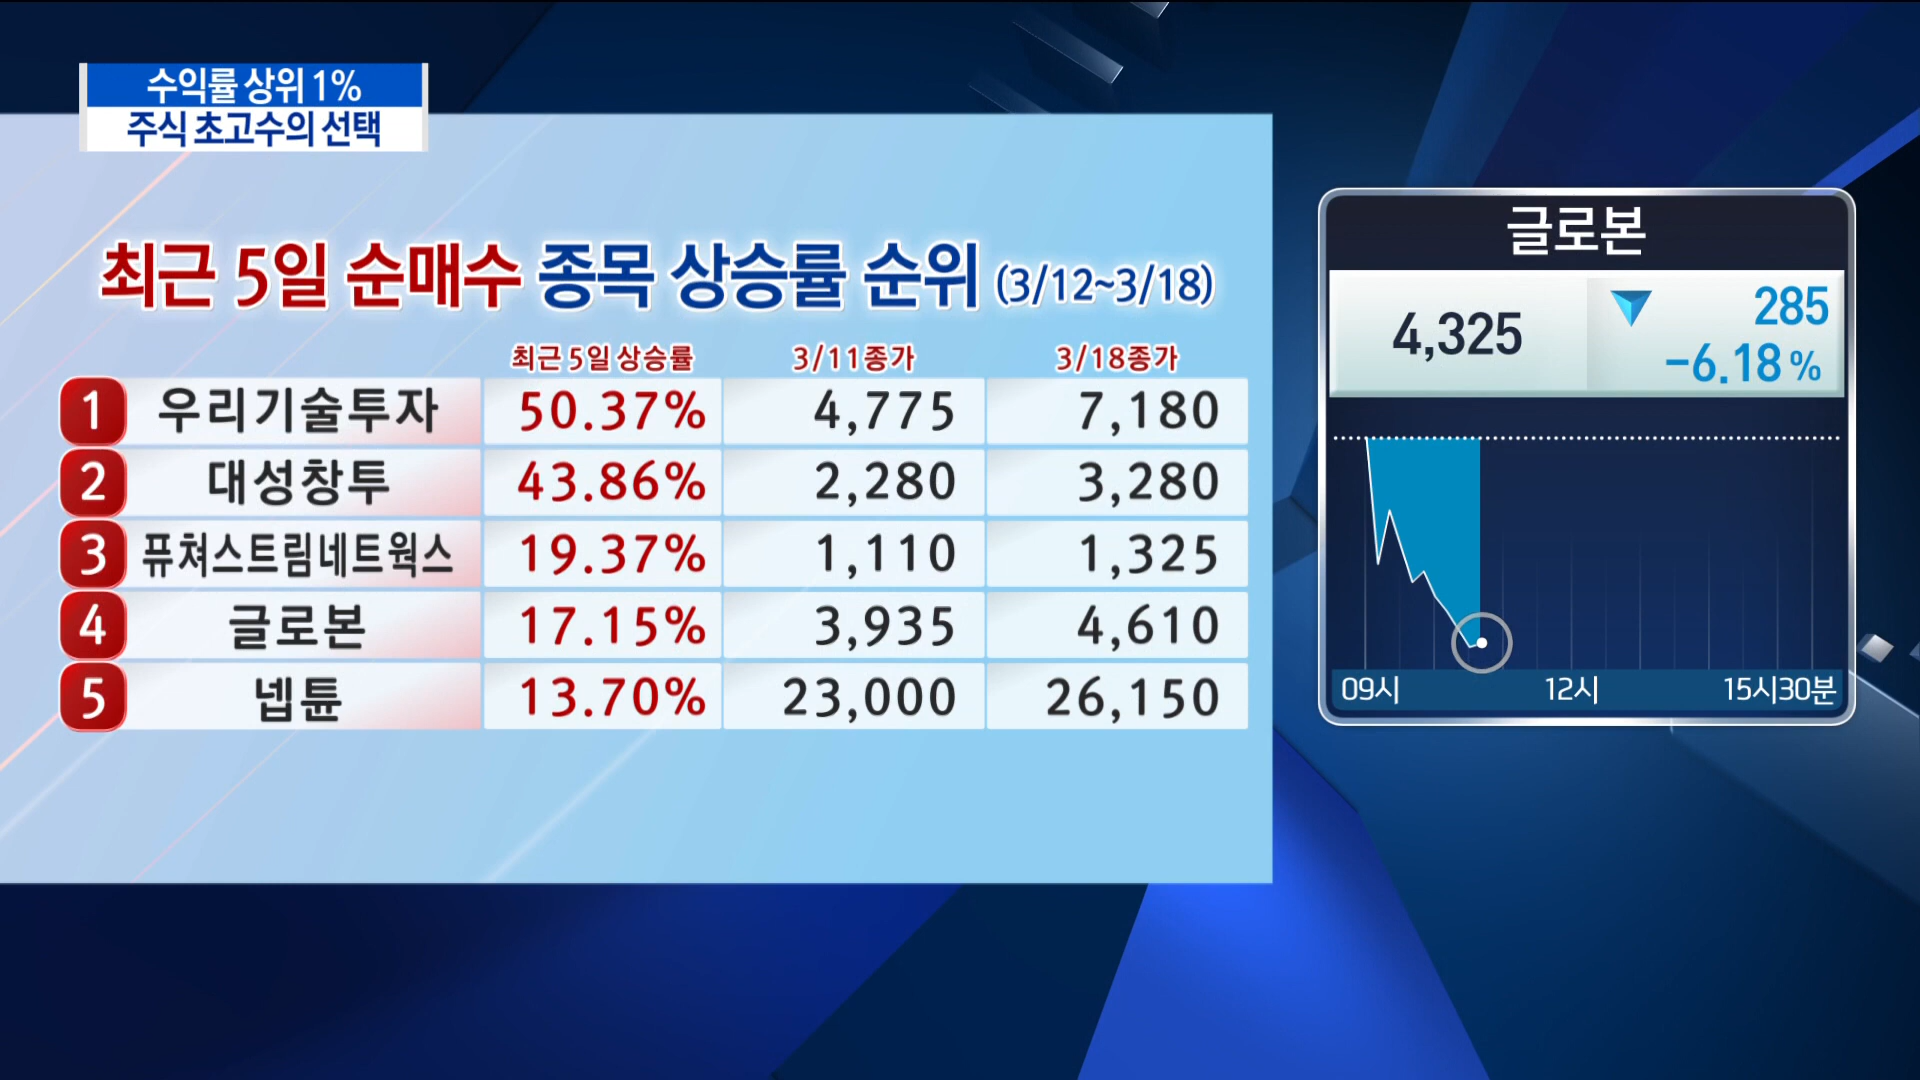 수익률 상위 1%
주식 초고수의 선택
최근 5일 순매수 종목 상승률 순위 (3/12~3/18)
최근 5일 상승률 3/11종가 3/18종가
1 우리기술투자 50.37% 4,775 7,180
2 대성창투 43.86% 2,280 3,280
3 퓨쳐스트림네트웍스 19.37% 1,110 1,325
4 글로본 17.15% 3,935 4,610
5 넵튠 13.70% 23,000 26,150
글로본
4,325 ▼ 285
-6.18 %
09시 12시 15시30분